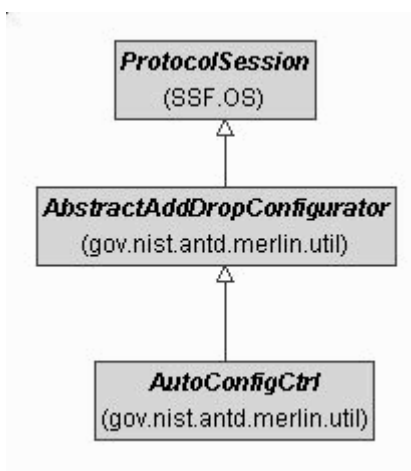 ProtocolSession
(SSF.OS)
AbstractAddDropConfigurator
(gov.nist.antd.merlin.util)
AutoConfigCtrl
(gov.nist.antd.merlin.util)